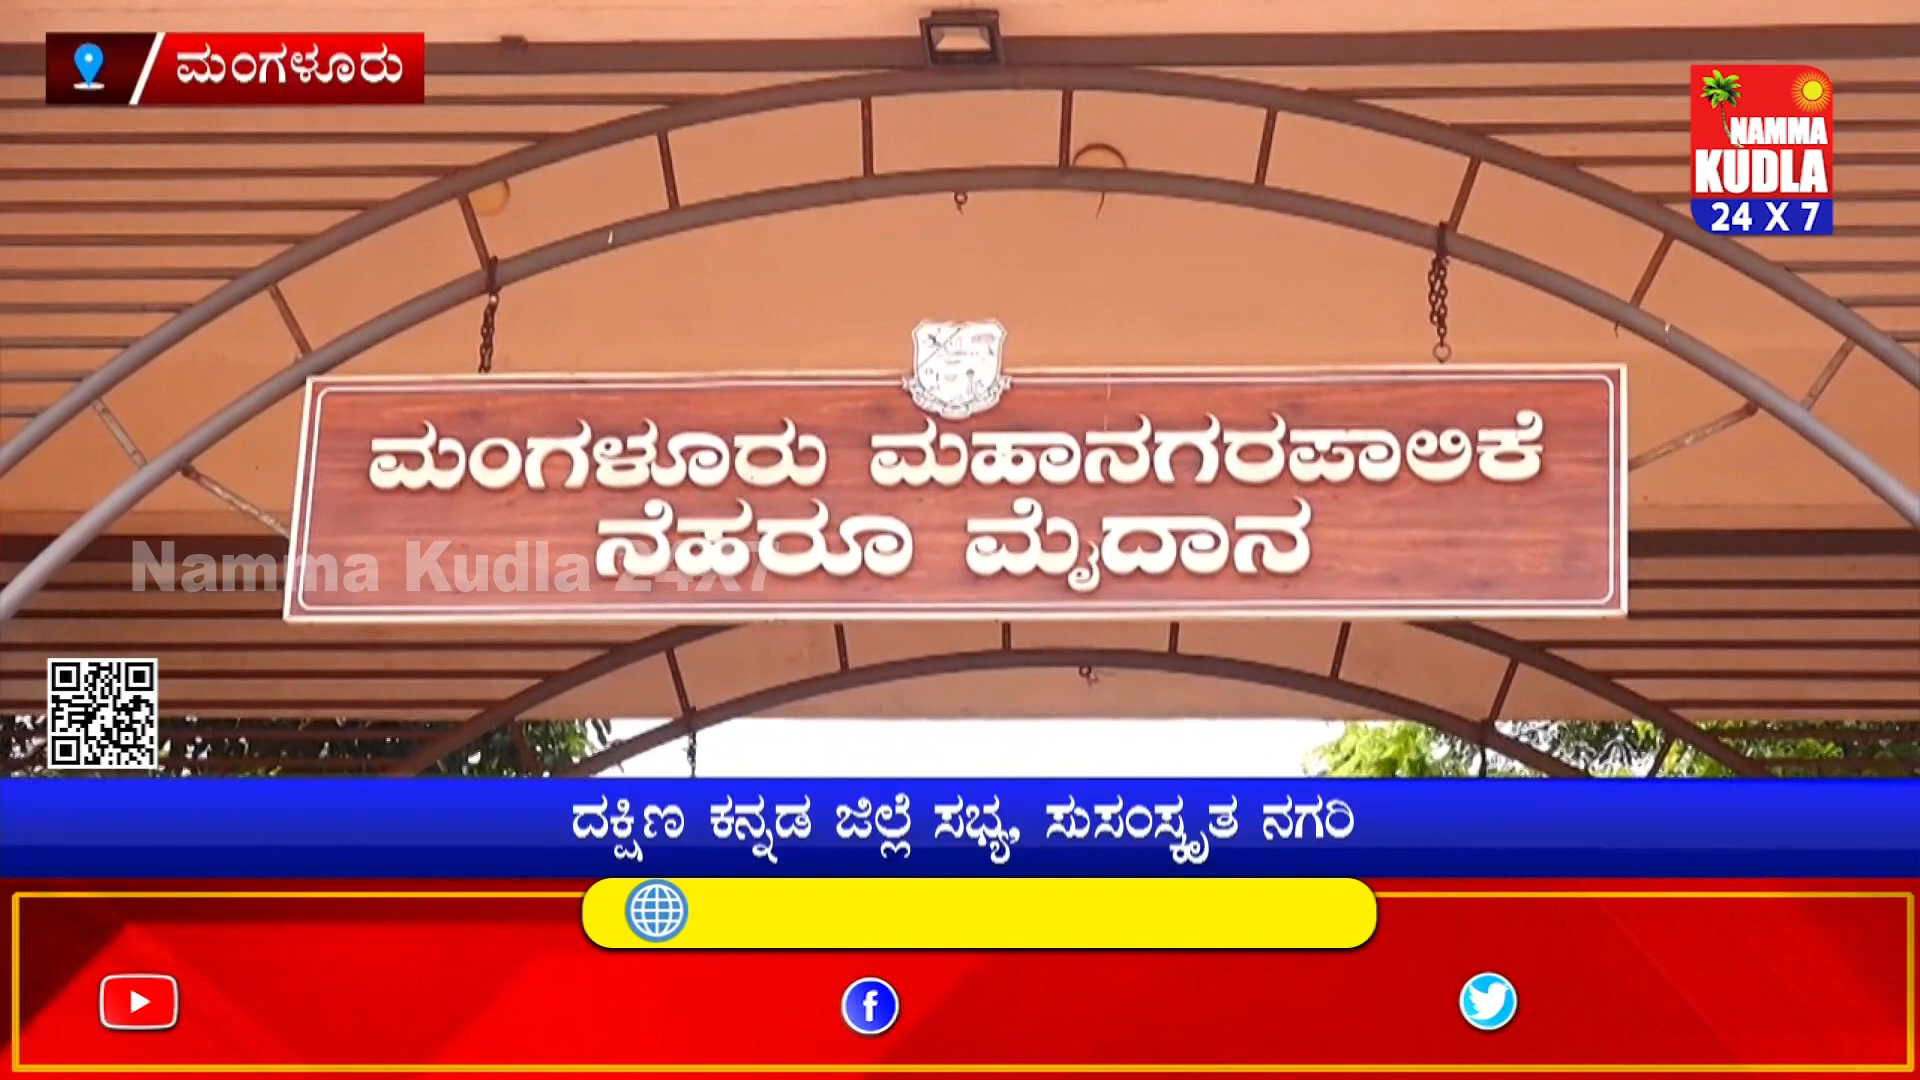 ಮಂಗಳೂರು
NAMMA
KUDLA
24 X 7
ಮಂಗಳೂರು ಮಹಾನಗರಪಾಲಿಕೆ
ನೆಹರೂ ಮೈದಾನ
Namma Kudla 24x7
ದಕ್ಷಿಣ ಕನ್ನಡ ಜಿಲ್ಲೆ ಸಭ್ಯ, ಸುಸಂಸ್ಕೃತ ನಗರಿ